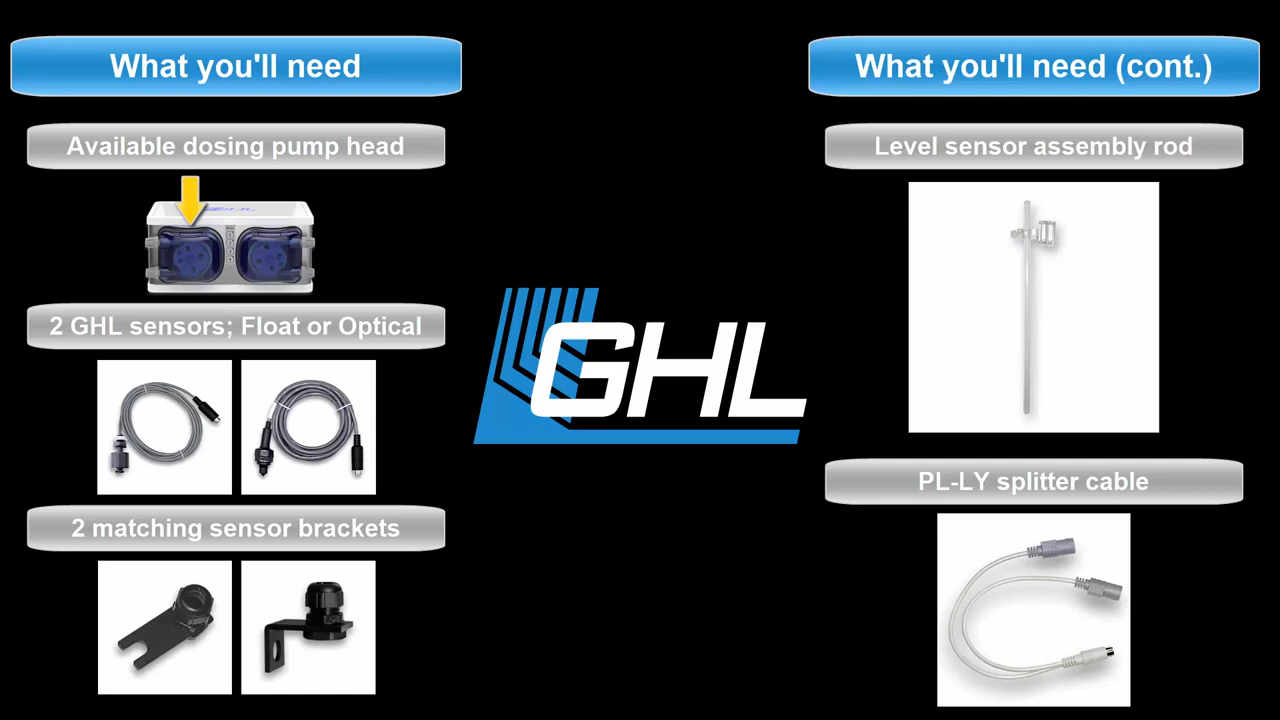 What you'll need
Available dosing pump head
GHL
2 GHL sensors; Float or Optical
2 matching sensor brackets
GHL
What you'll need (cont.)
Level sensor assembly rod
PL-LY splitter cable